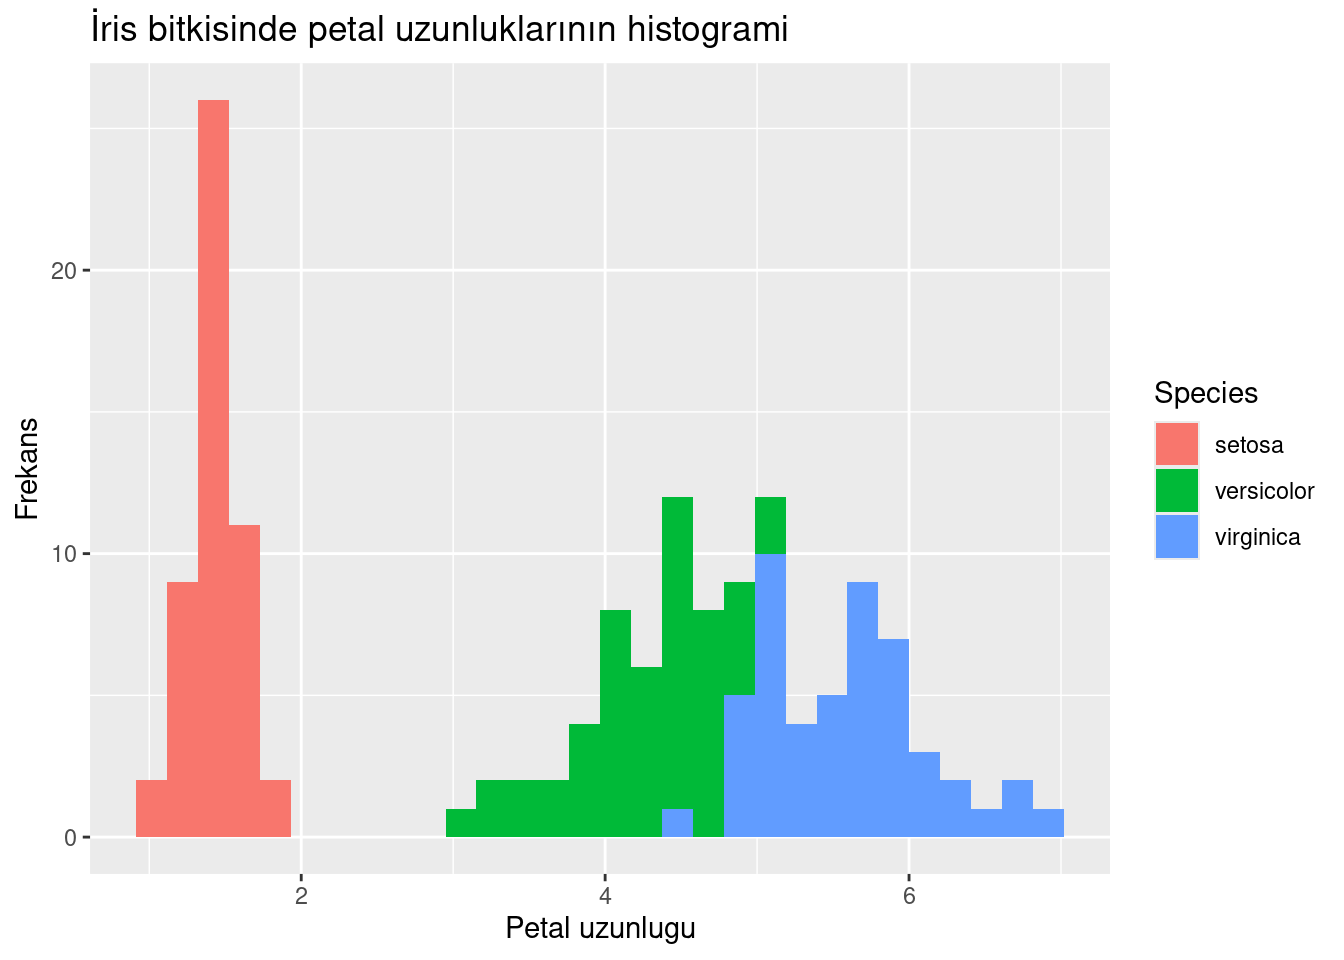 İris bitkisinde petal uzunluklarının histogrami
Frekans
20
10
0
2
4
6
Petal uzunlugu
Species
setosa
versicolor
virginica